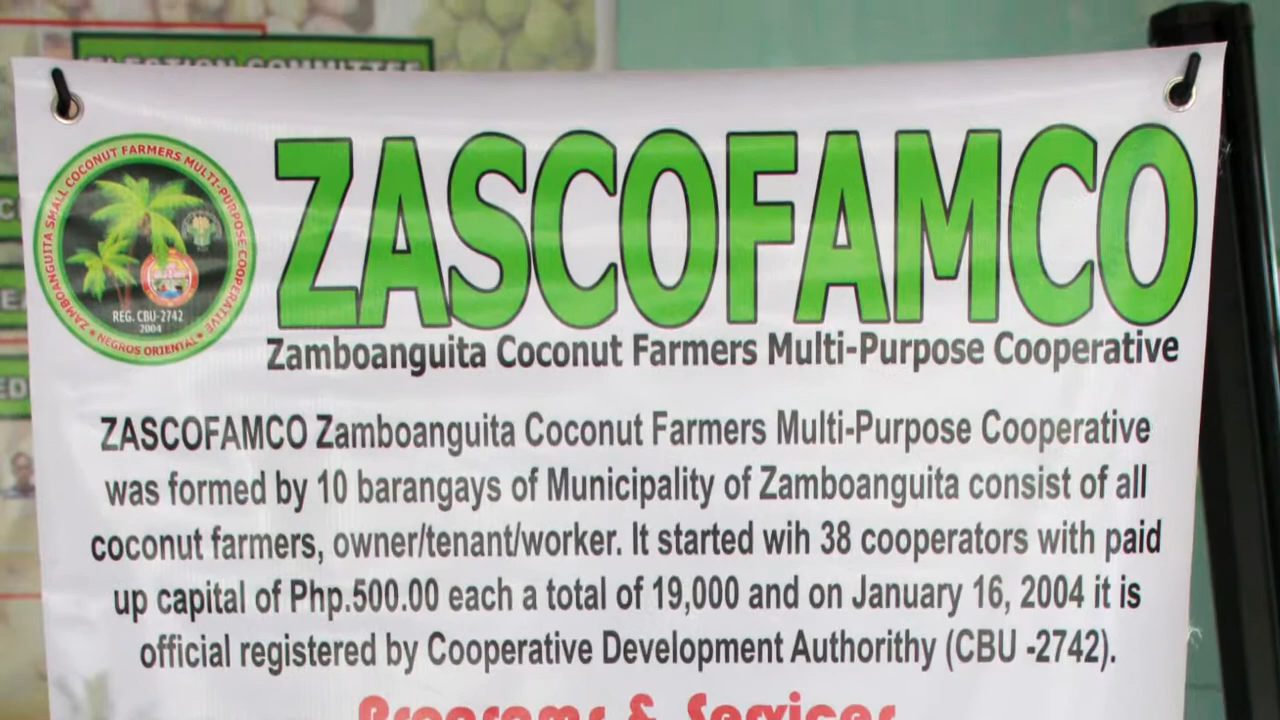 ELECTION COMMITTEE
ZAMBOANGUITA SMALL COCONUT FARMERS MULTI-PURPOSE COOPERATIVE
REG. CBU-2742
2004
NEGROS ORIENTAL
ZASCOFAMCO
Zamboanguita Coconut Farmers Multi-Purpose Cooperative
ZASCOFAMCO Zamboanguita Coconut Farmers Multi-Purpose Cooperative
was formed by 10 barangays of Municipality of Zamboanguita consist of all
coconut farmers, owner/tenant/worker. It started wih 38 cooperators with paid
up capital of Php.500.00 each a total of 19,000 and on January 16, 2004 it is
official registered by Cooperative Development Authorithy (CBU -2742).
Programs & Services